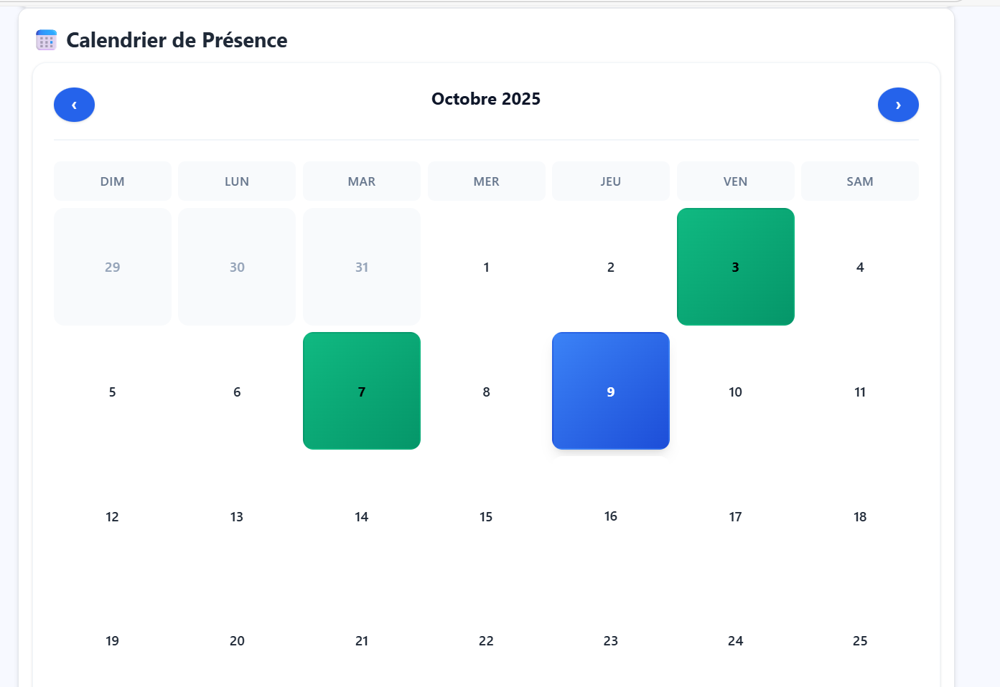 Calendrier de Présence
‹ Octobre 2025 ›
DIM LUN MAR MER JEU VEN SAM
29 30 31 1 2 3 4
5 6 7 8 9 10 11
12 13 14 15 16 17 18
19 20 21 22 23 24 25